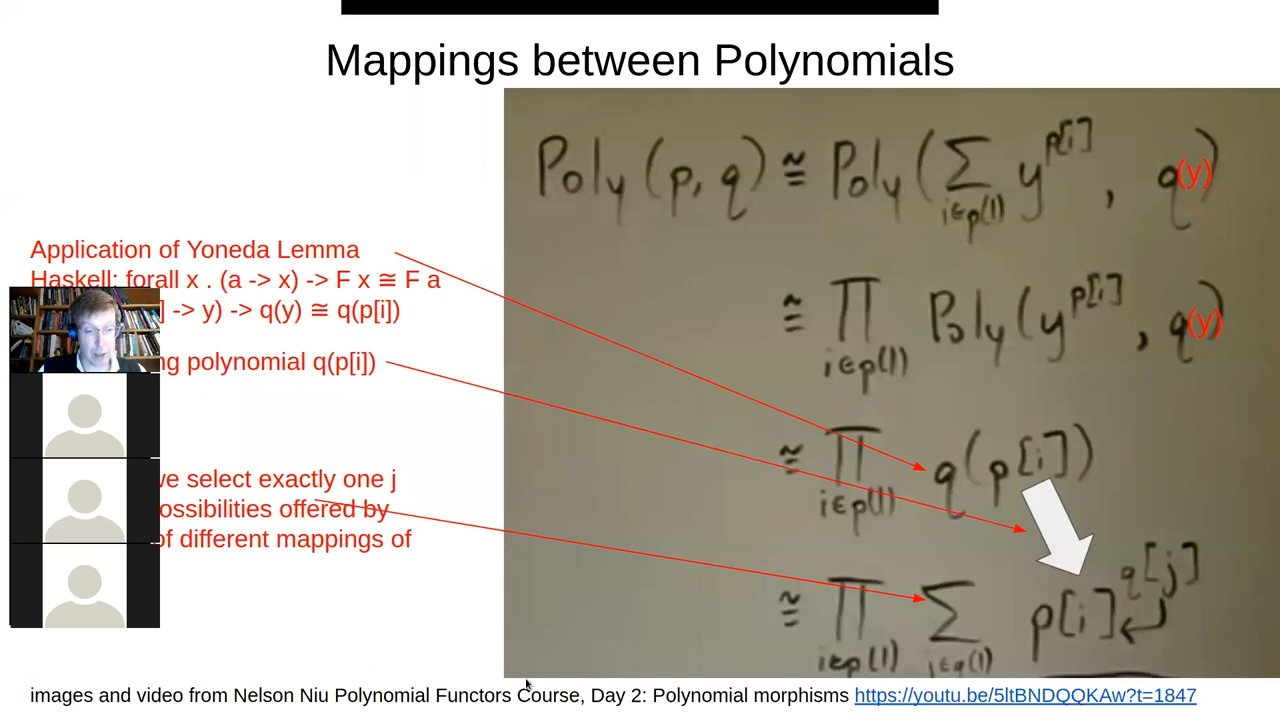 Mappings between Polynomials
Poly(p, q) ≅ Poly(∑ y^p[i], q(y))
i∈p(1)
Application of Yoneda Lemma
Haskell: forall x . (a -> x) -> F x ≅ F a
] -> y) -> q(y) ≅ q(p[i])
≅ ∏ Poly(y^p[i], q(y))
i∈p(1)
ng polynomial q(p[i])
≅ ∏ q(p[i])
i∈p(1)
we select exactly one j
ossibilities offered by
of different mappings of
≅ ∏ ∑ p[i]^q[j]
i∈p(1) j∈q(1)
images and video from Nelson Niu Polynomial Functors Course, Day 2: Polynomial morphisms https://youtu.be/5ltBNDQQKAw?t=1847